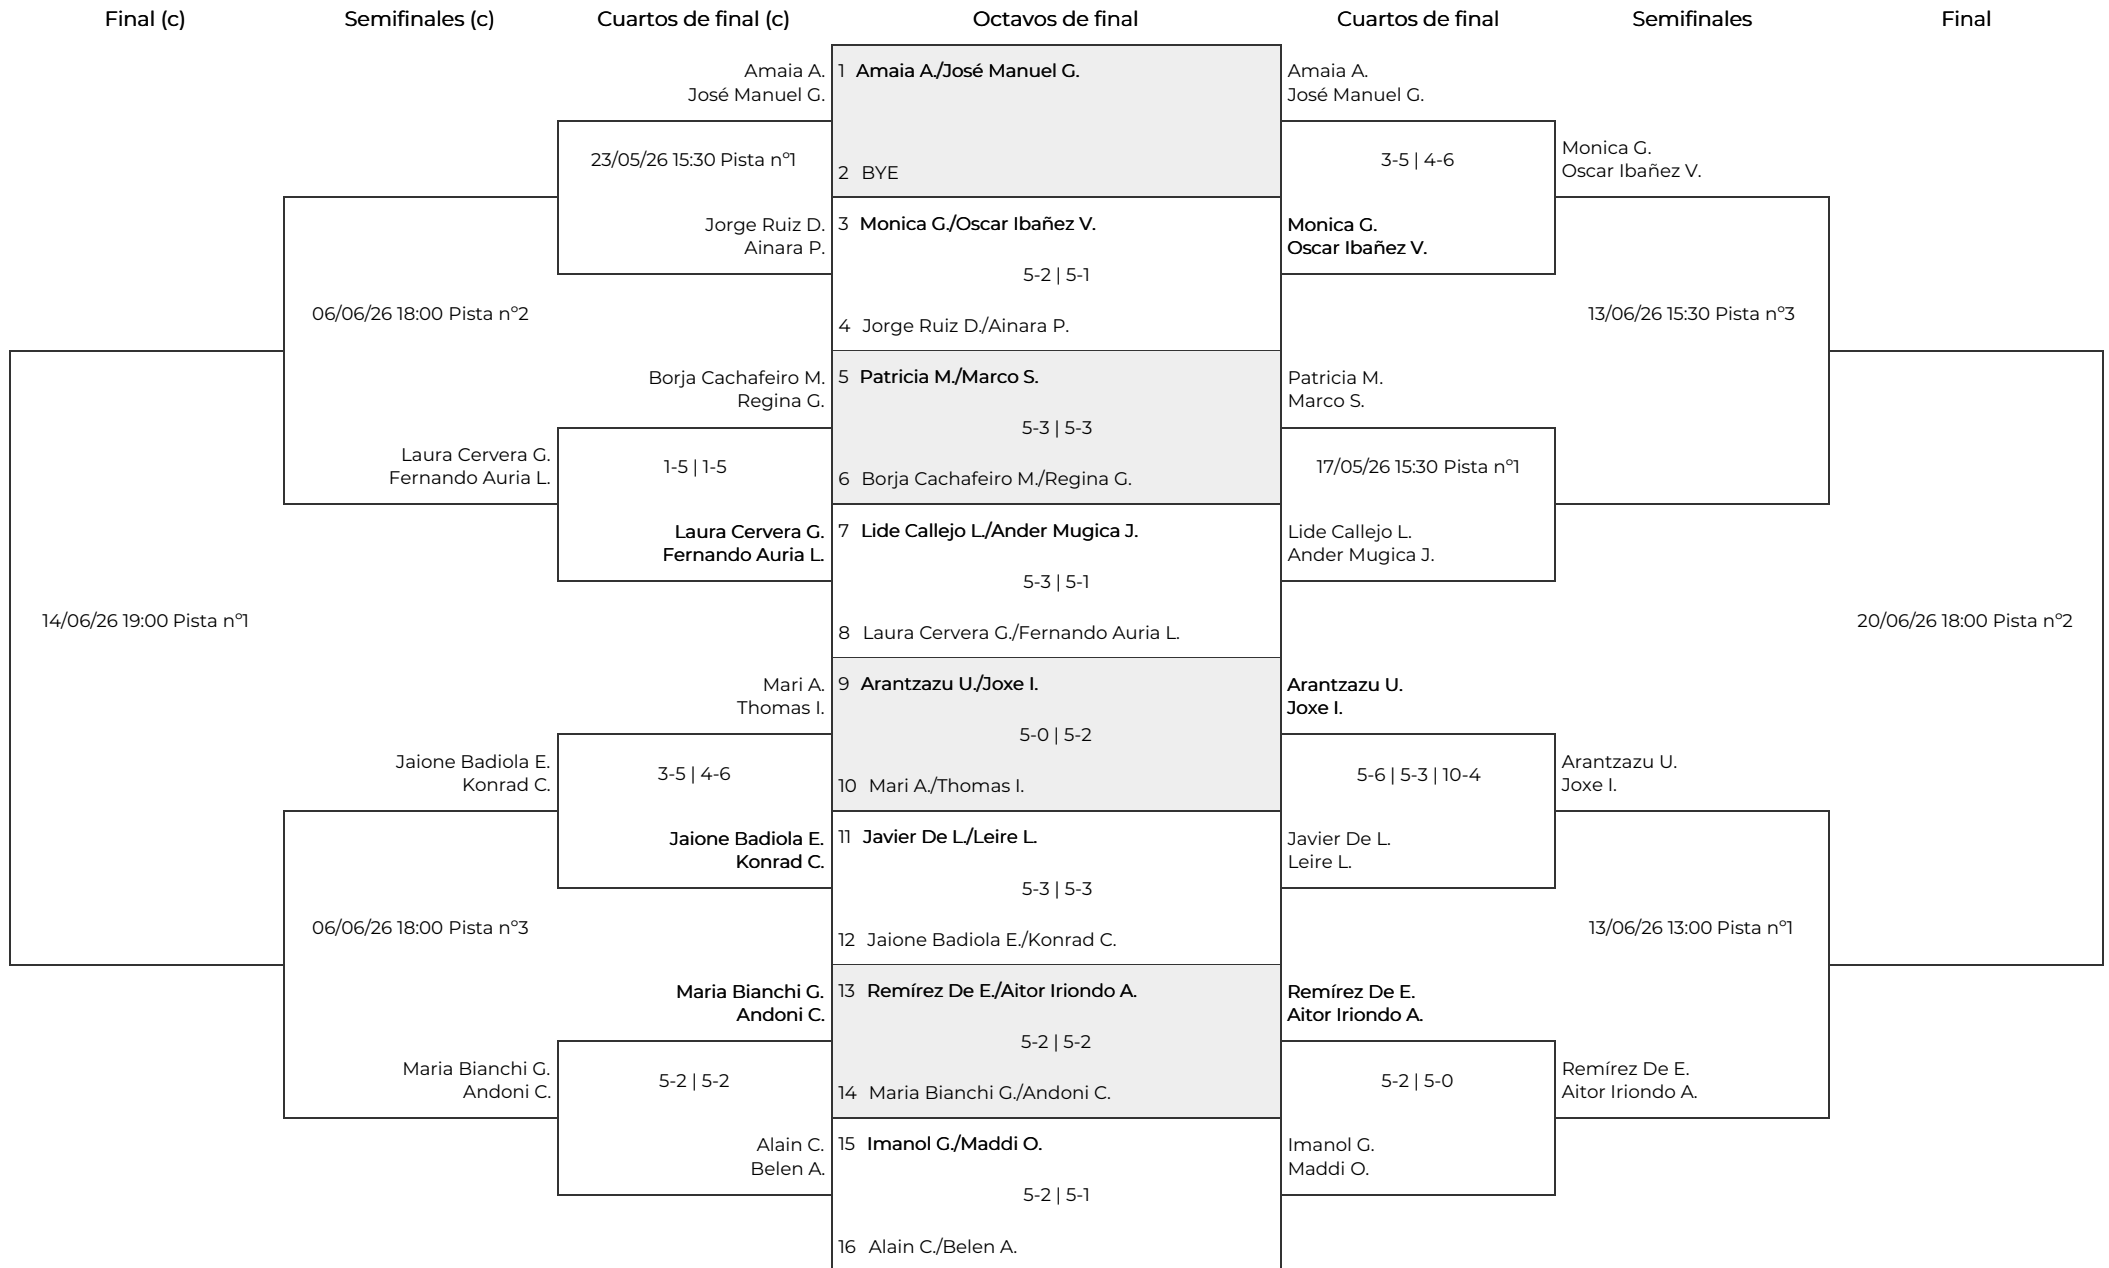 Final (c)
Semifinales (c)
Cuartos de final (c)
Octavos de final
Cuartos de final
Semifinales
Final
14/06/26 19:00 Pista nº1
06/06/26 18:00 Pista nº2
Laura Cervera G.
Fernando Auria L.
Jaione Badiola E.
Konrad C.
06/06/26 18:00 Pista nº3
Maria Bianchi G.
Andoni C.
Amaia A.
José Manuel G.
23/05/26 15:30 Pista nº1
Jorge Ruiz D.
Ainara P.
Borja Cachafeiro M.
Regina G.
1-5 | 1-5
Laura Cervera G.
Fernando Auria L.
Mari A.
Thomas I.
3-5 | 4-6
Jaione Badiola E.
Konrad C.
Maria Bianchi G.
Andoni C.
5-2 | 5-2
Alain C.
Belen A.
1 Amaia A./José Manuel G.
2 BYE
3 Monica G./Oscar Ibañez V.
5-2 | 5-1
4 Jorge Ruiz D./Ainara P.
5 Patricia M./Marco S.
5-3 | 5-3
6 Borja Cachafeiro M./Regina G.
7 Lide Callejo L./Ander Mugica J.
5-3 | 5-1
8 Laura Cervera G./Fernando Auria L.
9 Arantzazu U./Joxe I.
5-0 | 5-2
10 Mari A./Thomas I.
11 Javier De L./Leire L.
5-3 | 5-3
12 Jaione Badiola E./Konrad C.
13 Remírez De E./Aitor Iriondo A.
5-2 | 5-2
14 Maria Bianchi G./Andoni C.
15 Imanol G./Maddi O.
5-2 | 5-1
16 Alain C./Belen A.
Amaia A.
José Manuel G.
3-5 | 4-6
Monica G.
Oscar Ibañez V.
Patricia M.
Marco S.
17/05/26 15:30 Pista nº1
Lide Callejo L.
Ander Mugica J.
Arantzazu U.
Joxe I.
5-6 | 5-3 | 10-4
Javier De L.
Leire L.
Remírez De E.
Aitor Iriondo A.
5-2 | 5-0
Imanol G.
Maddi O.
Monica G.
Oscar Ibañez V.
13/06/26 15:30 Pista nº3
Arantzazu U.
Joxe I.
13/06/26 13:00 Pista nº1
Remírez De E.
Aitor Iriondo A.
20/06/26 18:00 Pista nº2